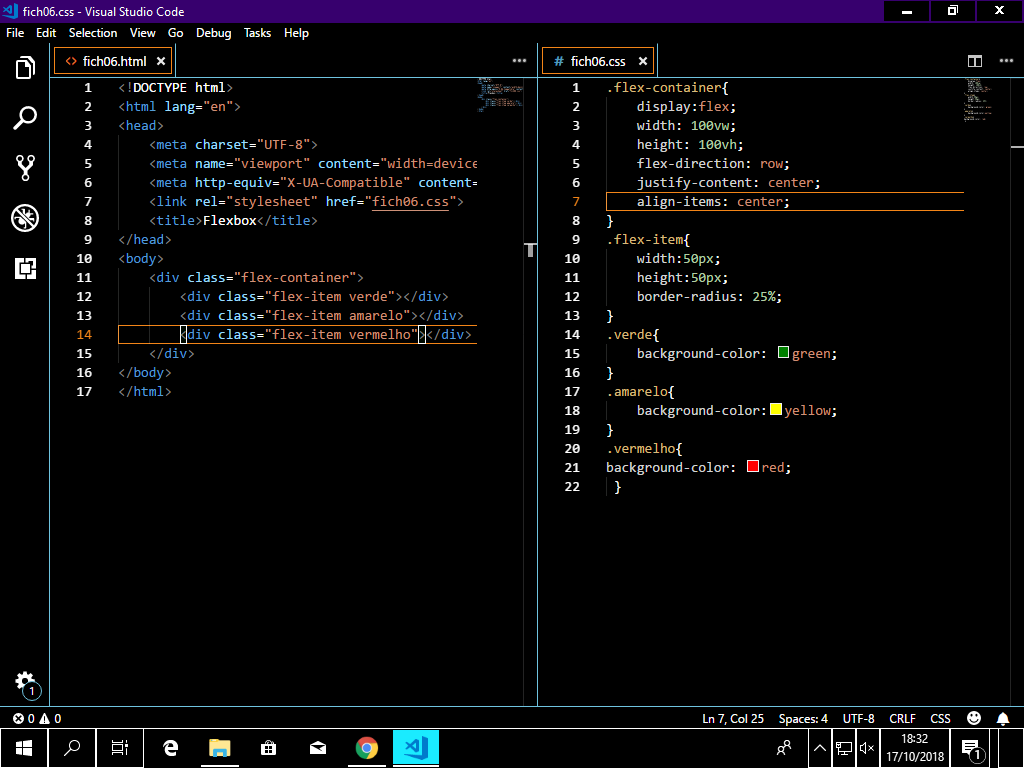 fich06.css - Visual Studio Code
File Edit Selection View Go Debug Tasks Help
fich06.html
1 <!DOCTYPE html>
2 <html lang="en">
3 <head>
4 <meta charset="UTF-8">
5 <meta name="viewport" content="width=device
6 <meta http-equiv="X-UA-Compatible" content=
7 <link rel="stylesheet" href="fich06.css">
8 <title>Flexbox</title>
9 </head>
10 <body>
11 <div class="flex-container">
12 <div class="flex-item verde"></div>
13 <div class="flex-item amarelo"></div>
14 <div class="flex-item vermelho"></div>
15 </div>
16 </body>
17 </html>
# fich06.css
1 .flex-container{
2 display:flex;
3 width: 100vw;
4 height: 100vh;
5 flex-direction: row;
6 justify-content: center;
7 align-items: center;
8 }
9 .flex-item{
10 width:50px;
11 height:50px;
12 border-radius: 25%;
13 }
14 .verde{
15 background-color: green;
16 }
17 .amarelo{
18 background-color:yellow;
19 }
20 .vermelho{
21 background-color: red;
22 }
1
0 0
Ln 7, Col 25 Spaces: 4 UTF-8 CRLF CSS
18:32
17/10/2018
1